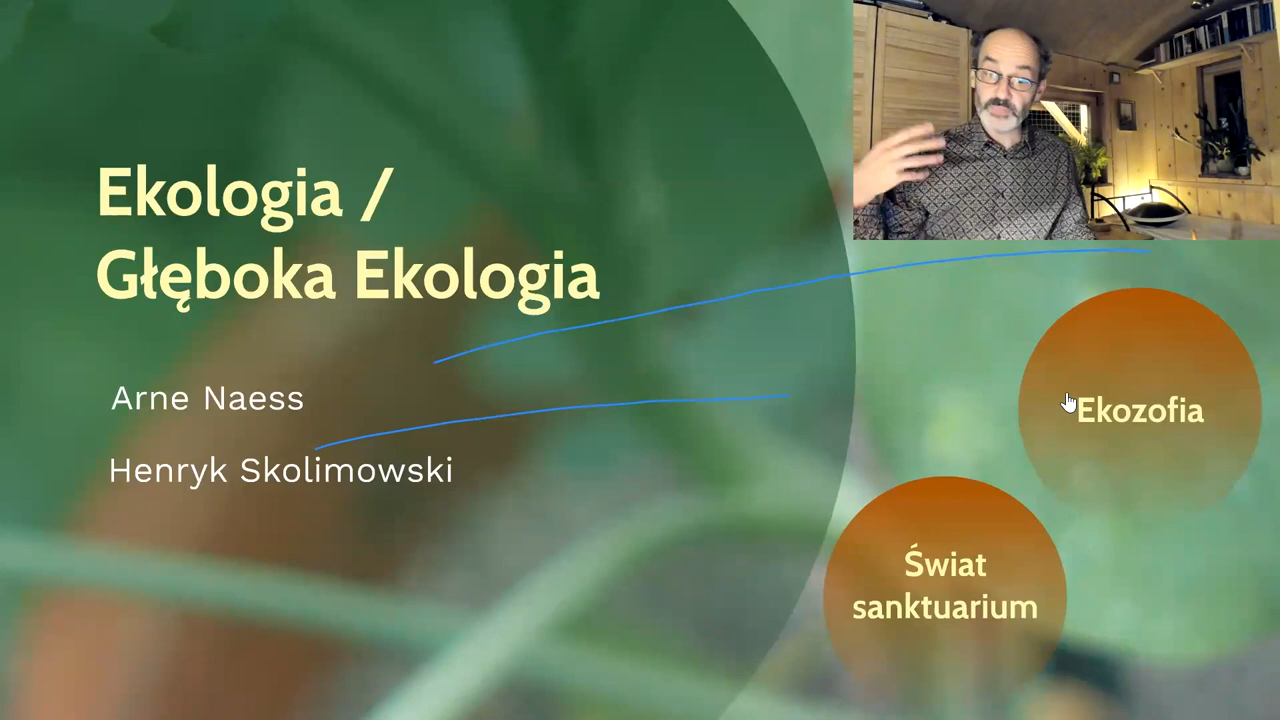 Ekologia /
Głęboka Ekologia
Arne Naess
Henryk Skolimowski
Ekozofia
Świat
sanktuarium